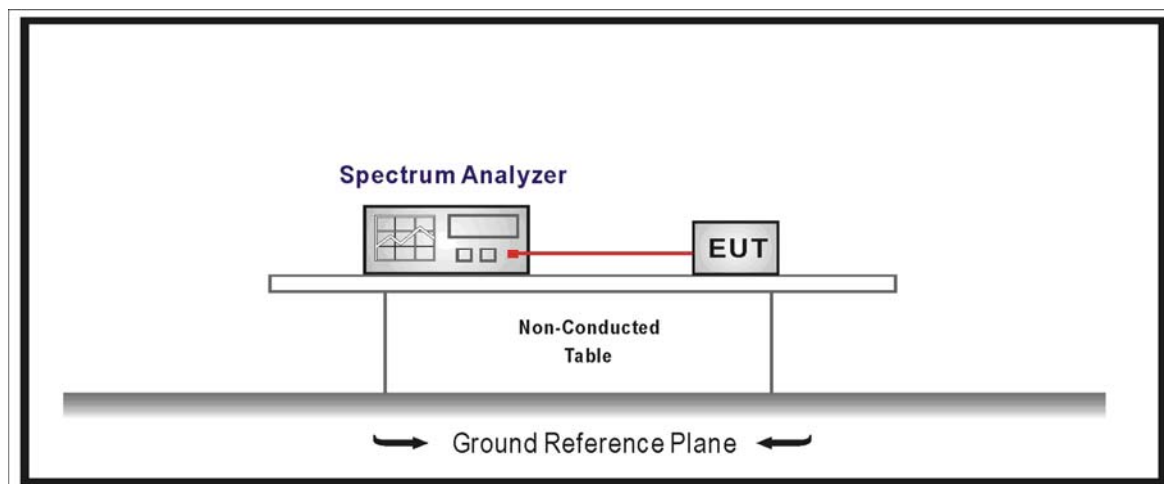 Spectrum Analyzer
EUT
Non-Conducted
Table
Ground Reference Plane